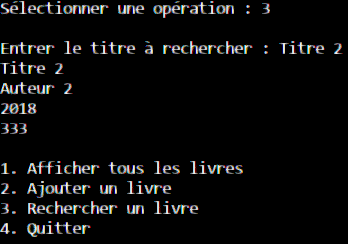 Sélectionner une opération : 3
Entrer le titre à rechercher : Titre 2
Titre 2
Auteur 2
2018
333
1. Afficher tous les livres
2. Ajouter un livre
3. Rechercher un livre
4. Quitter